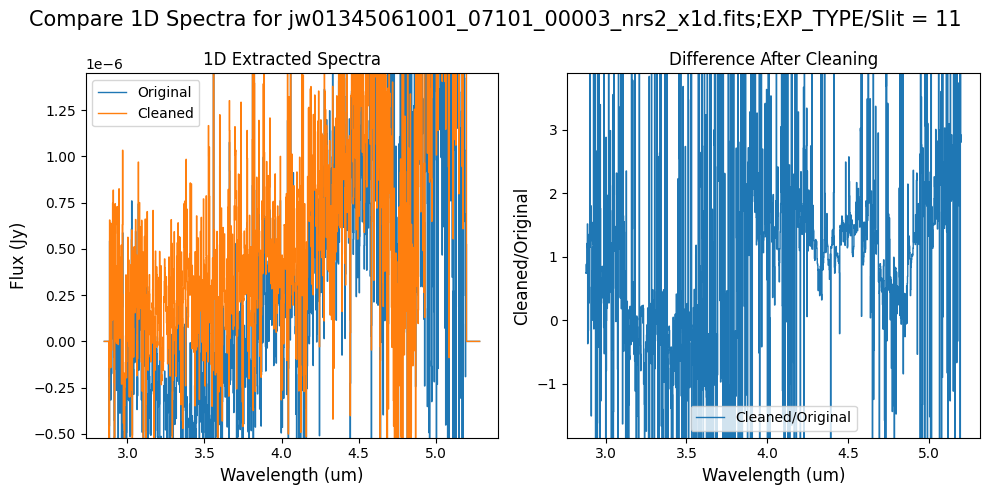 Compare 1D Spectra for jw01345061001_07101_00003_nrs2_x1d.fits;EXP_TYPE/Slit = 11
1D Extracted Spectra
1e−6
Original
Cleaned
1.25
1.00
0.75
0.50
0.25
0.00
−0.25
−0.50
Flux (Jy)
3.0 3.5 4.0 4.5 5.0
Wavelength (um)
Difference After Cleaning
3
2
1
0
−1
Cleaned/Original
Cleaned/Original
3.0 3.5 4.0 4.5 5.0
Wavelength (um)